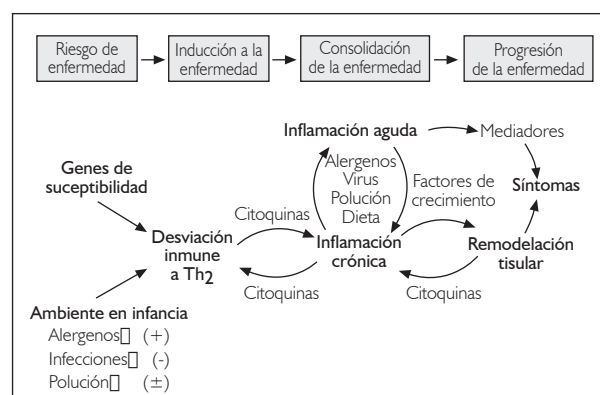 Riesgo de
enfermedad
Inducción a la
enfermedad
Consolidación
de la enfermedad
Progresión
de la enfermedad
Inflamación aguda
Mediadores
Alergenos
Virus
Polución
Dieta
Genes de
suceptibilidad
Factores de
crecimiento
Síntomas
Citoquinas
Desviación
inmune
a Th2
Inflamación
crónica
Remodelación
tisular
Citoquinas
Citoquinas
Ambiente en infancia
Alergenos▯ (+)
Infecciones▯ (-)
Polución▯ (±)